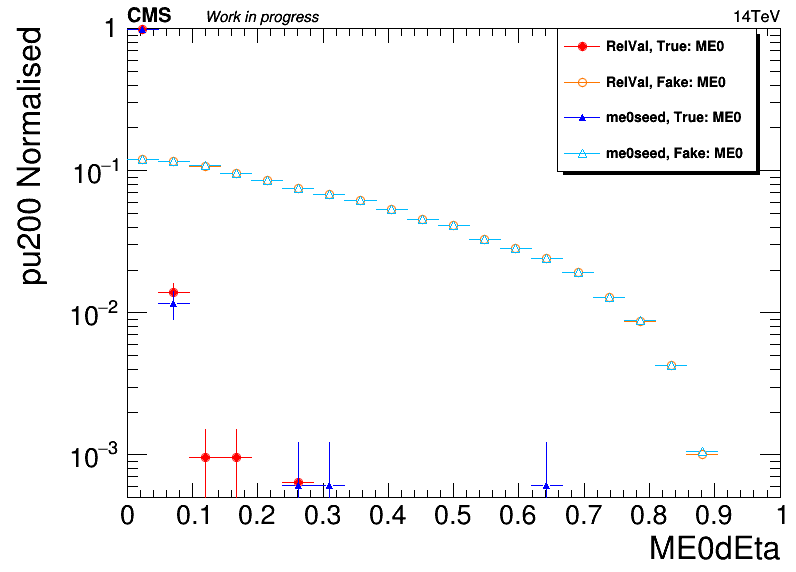 CMS Work in progress 14TeV
pu200 Normalised
1
10⁻¹
10⁻²
10⁻³
RelVal, True: ME0
RelVal, Fake: ME0
me0seed, True: ME0
me0seed, Fake: ME0
0 0.1 0.2 0.3 0.4 0.5 0.6 0.7 0.8 0.9 1
ME0dEta